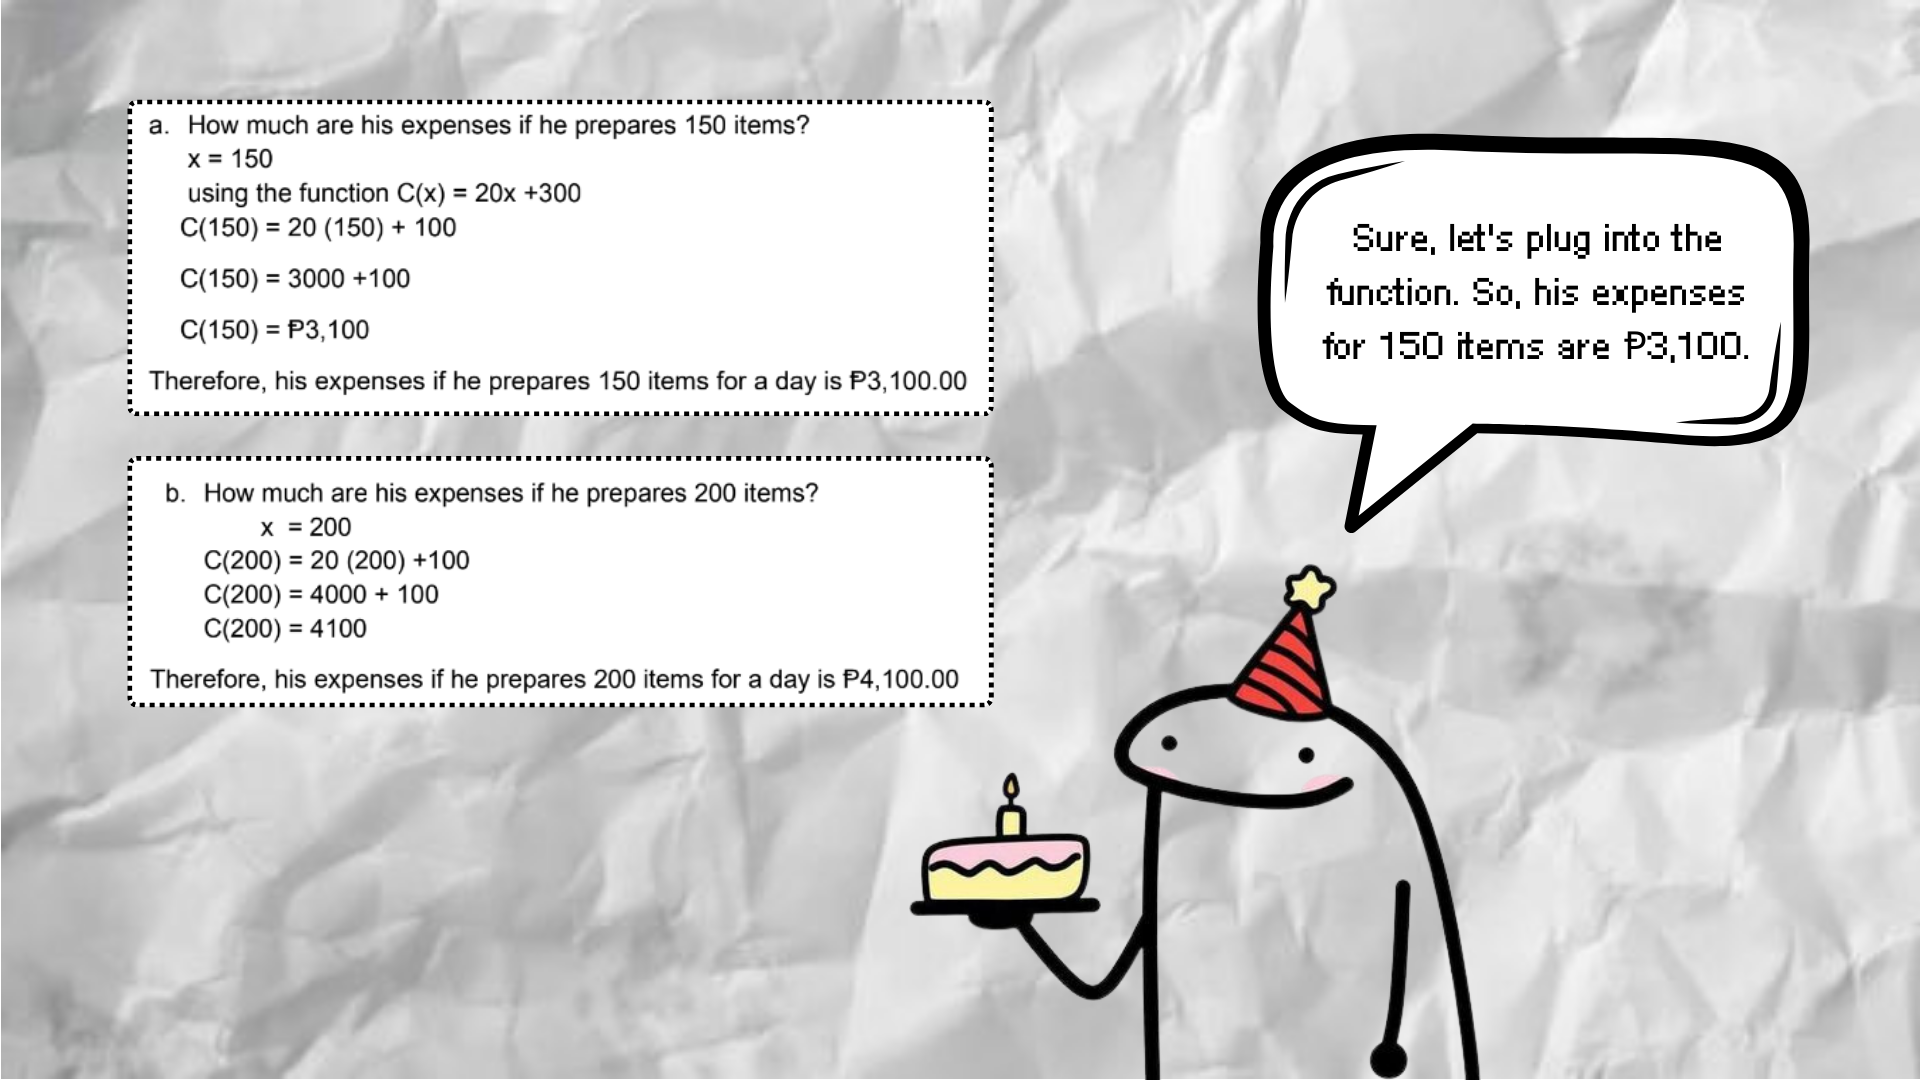 a. How much are his expenses if he prepares 150 items?
x = 150
using the function C(x) = 20x +300
C(150) = 20 (150) + 100
C(150) = 3000 +100
C(150) = ₱3,100
Therefore, his expenses if he prepares 150 items for a day is ₱3,100.00
b. How much are his expenses if he prepares 200 items?
x = 200
C(200) = 20 (200) +100
C(200) = 4000 + 100
C(200) = 4100
Therefore, his expenses if he prepares 200 items for a day is ₱4,100.00
Sure, let's plug into the
function. So, his expenses
for 150 items are ₱3,100.